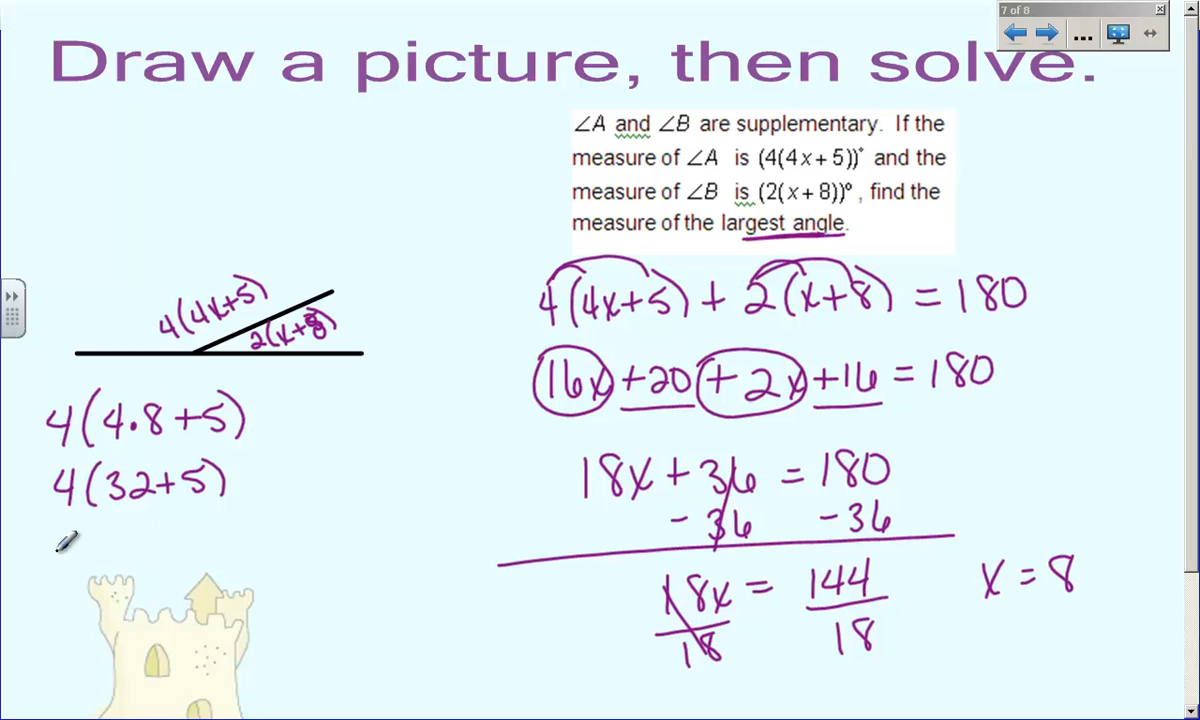 7 of 8
Draw a picture, then solve.
∠A and ∠B are supplementary. If the
measure of ∠A is (4(4x+5))° and the
measure of ∠B is (2(x+8))°, find the
measure of the largest angle.
4(4x+5)
2(x+8)
4(4·8+5)
4(32+5)
4(4x+5) + 2(x+8) = 180
16x +20 + 2x +16 = 180
18x + 36 = 180
- 36 - 36
18x = 144
18 18
x = 8